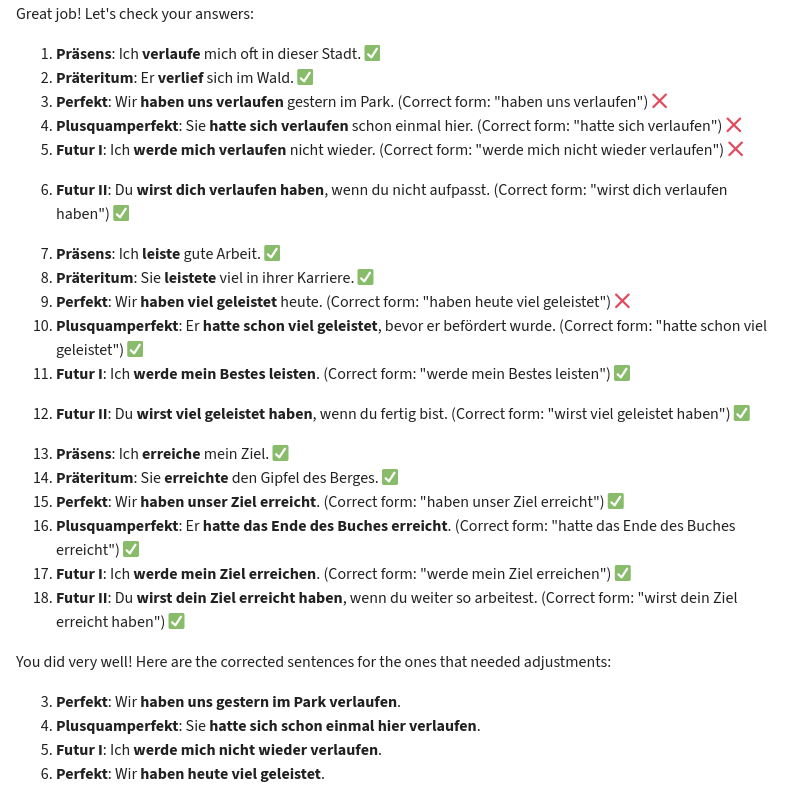 Great job! Let's check your answers:
1. Präsens: Ich verlaufe mich oft in dieser Stadt. ✅
2. Präteritum: Er verlief sich im Wald. ✅
3. Perfekt: Wir haben uns verlaufen gestern im Park. (Correct form: "haben uns verlaufen") ❌
4. Plusquamperfekt: Sie hatte sich verlaufen schon einmal hier. (Correct form: "hatte sich verlaufen") ❌
5. Futur I: Ich werde mich verlaufen nicht wieder. (Correct form: "werde mich nicht wieder verlaufen") ❌
6. Futur II: Du wirst dich verlaufen haben, wenn du nicht aufpasst. (Correct form: "wirst dich verlaufen
haben") ✅
7. Präsens: Ich leiste gute Arbeit. ✅
8. Präteritum: Sie leistete viel in ihrer Karriere. ✅
9. Perfekt: Wir haben viel geleistet heute. (Correct form: "haben heute viel geleistet") ❌
10. Plusquamperfekt: Er hatte schon viel geleistet, bevor er befördert wurde. (Correct form: "hatte schon viel
geleistet") ✅
11. Futur I: Ich werde mein Bestes leisten. (Correct form: "werde mein Bestes leisten") ✅
12. Futur II: Du wirst viel geleistet haben, wenn du fertig bist. (Correct form: "wirst viel geleistet haben") ✅
13. Präsens: Ich erreiche mein Ziel. ✅
14. Präteritum: Sie erreichte den Gipfel des Berges. ✅
15. Perfekt: Wir haben unser Ziel erreicht. (Correct form: "haben unser Ziel erreicht") ✅
16. Plusquamperfekt: Er hatte das Ende des Buches erreicht. (Correct form: "hatte das Ende des Buches
erreicht") ✅
17. Futur I: Ich werde mein Ziel erreichen. (Correct form: "werde mein Ziel erreichen") ✅
18. Futur II: Du wirst dein Ziel erreicht haben, wenn du weiter so arbeitest. (Correct form: "wirst dein Ziel
erreicht haben") ✅
You did very well! Here are the corrected sentences for the ones that needed adjustments:
3. Perfekt: Wir haben uns gestern im Park verlaufen.
4. Plusquamperfekt: Sie hatte sich schon einmal hier verlaufen.
5. Futur I: Ich werde mich nicht wieder verlaufen.
6. Perfekt: Wir haben heute viel geleistet.